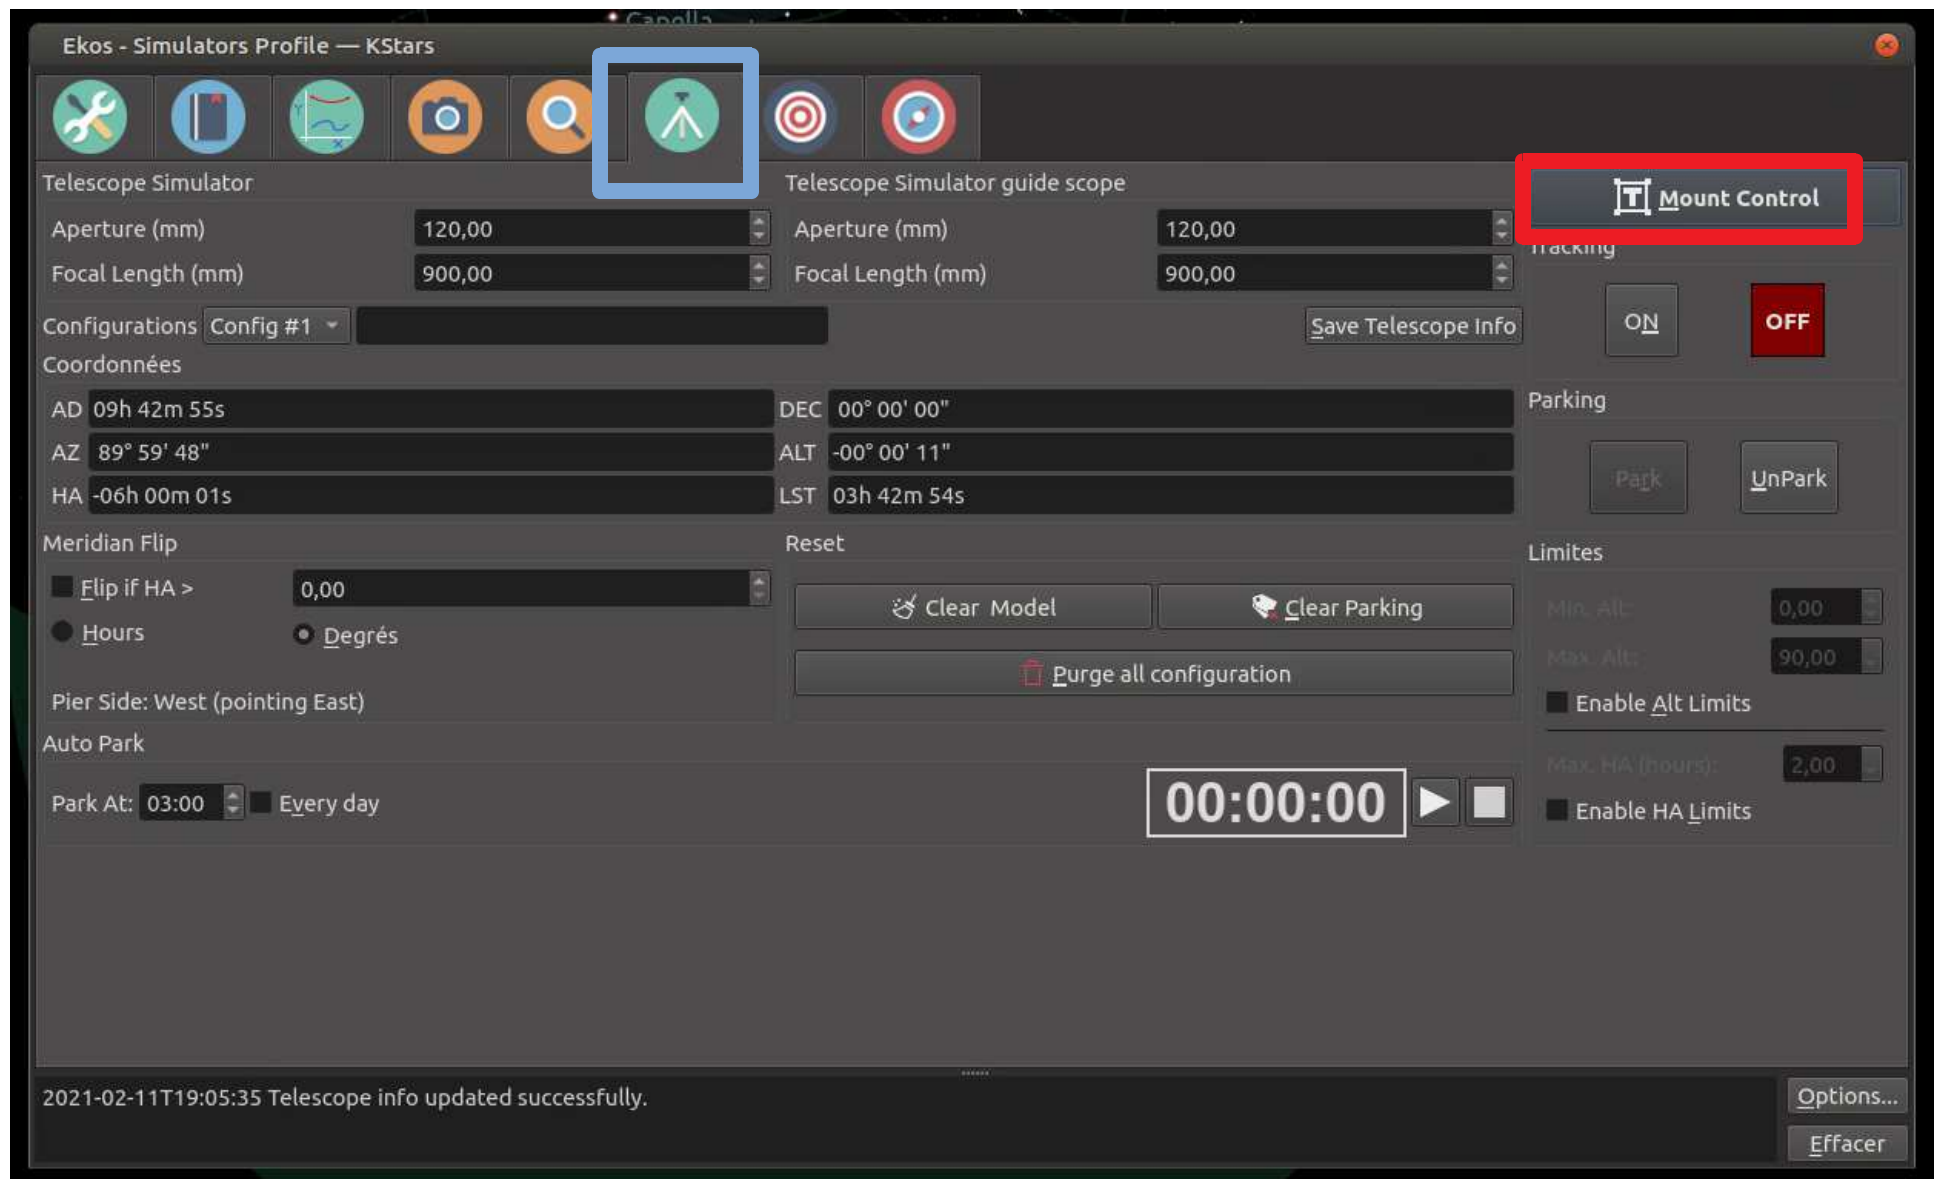 Capolla
Ekos - Simulators Profile — KStars
Telescope Simulator
Telescope Simulator guide scope
Mount Control
Aperture (mm) 120,00
Aperture (mm) 120,00
Tracking
Focal Length (mm) 900,00
Focal Length (mm) 900,00
ON OFF
Configurations Config #1
Save Telescope Info
Coordonnées
AD 09h 42m 55s
DEC 00° 00' 00"
Parking
AZ 89° 59' 48"
ALT -00° 00' 11"
Park UnPark
HA -06h 00m 01s
LST 03h 42m 54s
Meridian Flip
Reset
Limites
Flip if HA > 0,00
Clear Model
Clear Parking
Min. Alt: 0,00
Hours Degrés
Max. Alt: 90,00
Purge all configuration
Pier Side: West (pointing East)
Enable Alt Limits
Auto Park
Max. HA (hours): 2,00
Park At: 03:00 Every day
00:00:00
Enable HA Limits
2021-02-11T19:05:35 Telescope info updated successfully.
Options...
Effacer